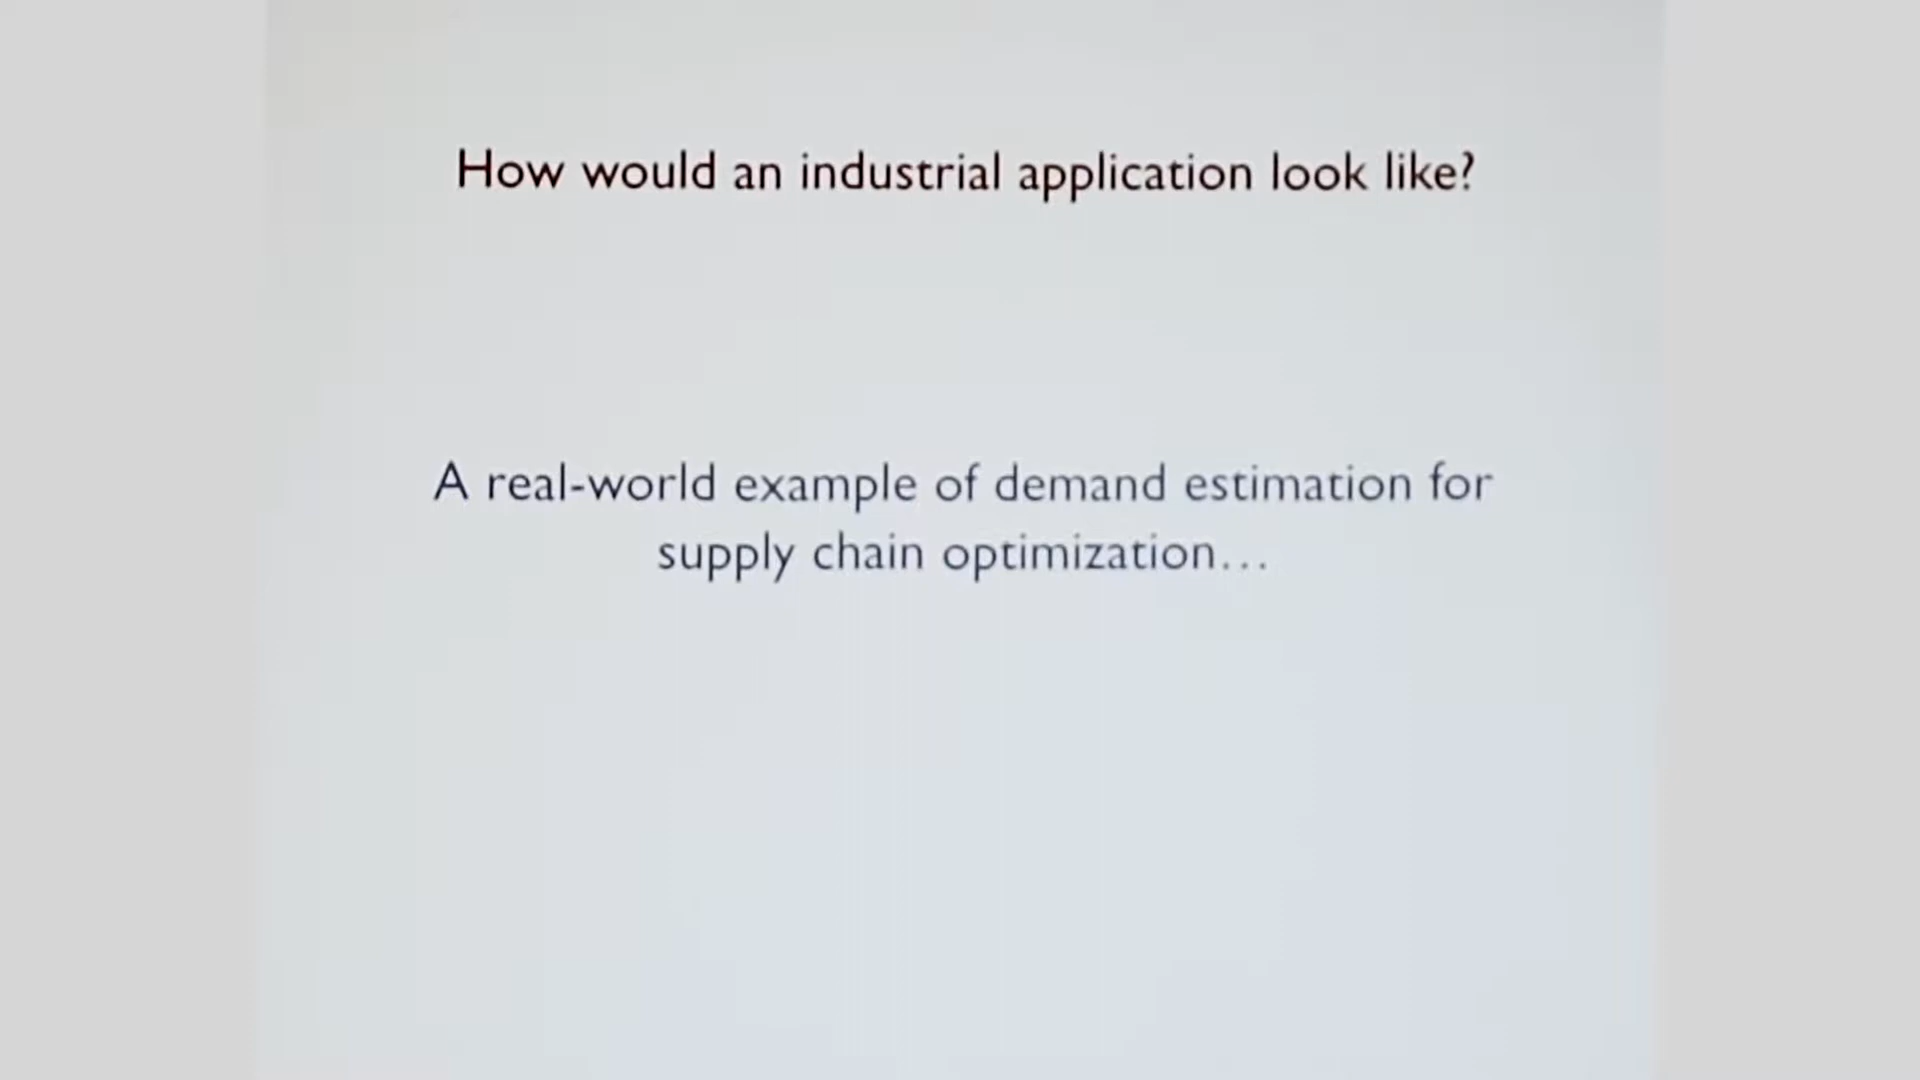 How would an industrial application look like?
A real-world example of demand estimation for
supply chain optimization...